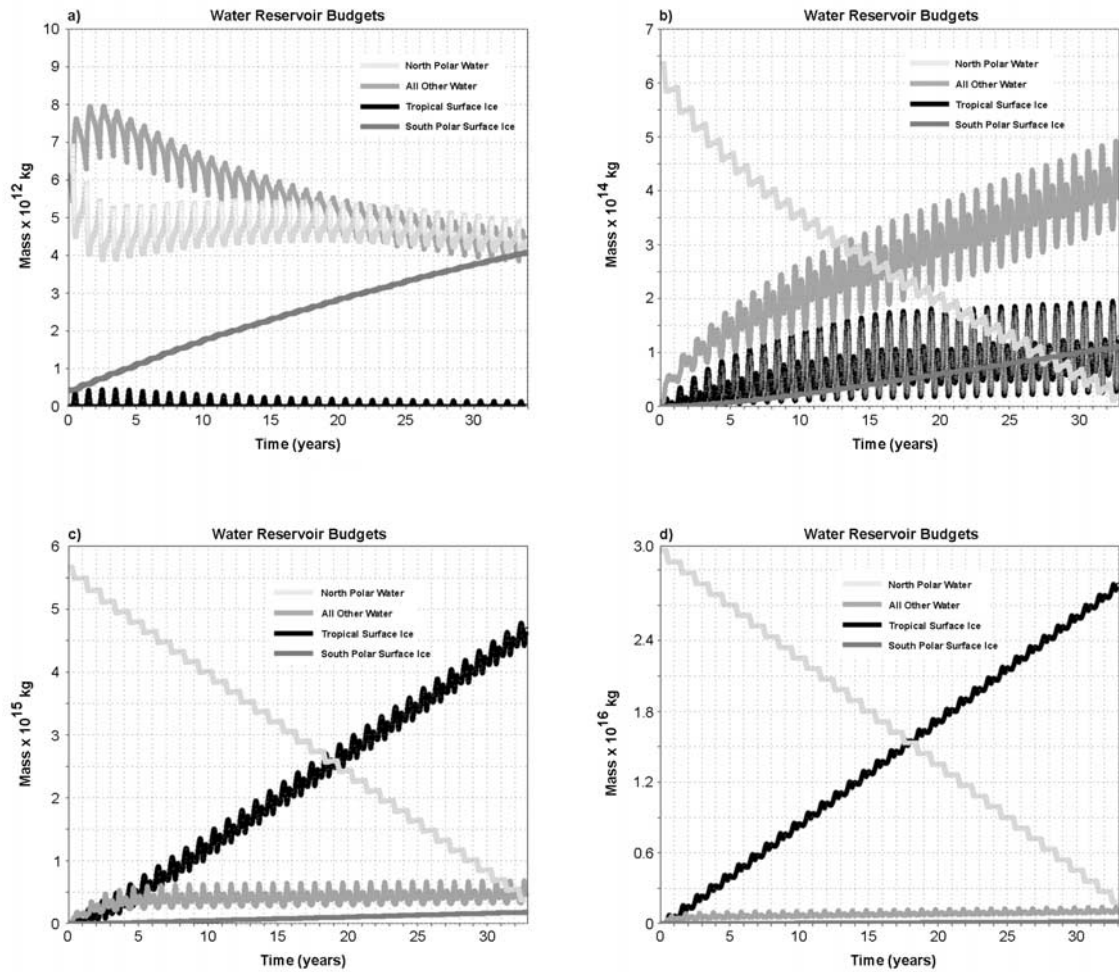 a) Water Reservoir Budgets
10
9
8
7
6
5
4
3
2
1
0
Mass x 10^12 kg
North Polar Water
All Other Water
Tropical Surface Ice
South Polar Surface Ice
0 5 10 15 20 25 30
Time (years)
b) Water Reservoir Budgets
7
6
5
4
3
2
1
0
Mass x 10^14 kg
North Polar Water
All Other Water
Tropical Surface Ice
South Polar Surface Ice
0 5 10 15 20 25 30
Time (years)
c) Water Reservoir Budgets
6
5
4
3
2
1
0
Mass x 10^15 kg
North Polar Water
All Other Water
Tropical Surface Ice
South Polar Surface Ice
0 5 10 15 20 25 30
Time (years)
d) Water Reservoir Budgets
3.0
2.4
1.8
1.2
0.6
0
Mass x 10^16 kg
North Polar Water
All Other Water
Tropical Surface Ice
South Polar Surface Ice
0 5 10 15 20 25 30
Time (years)